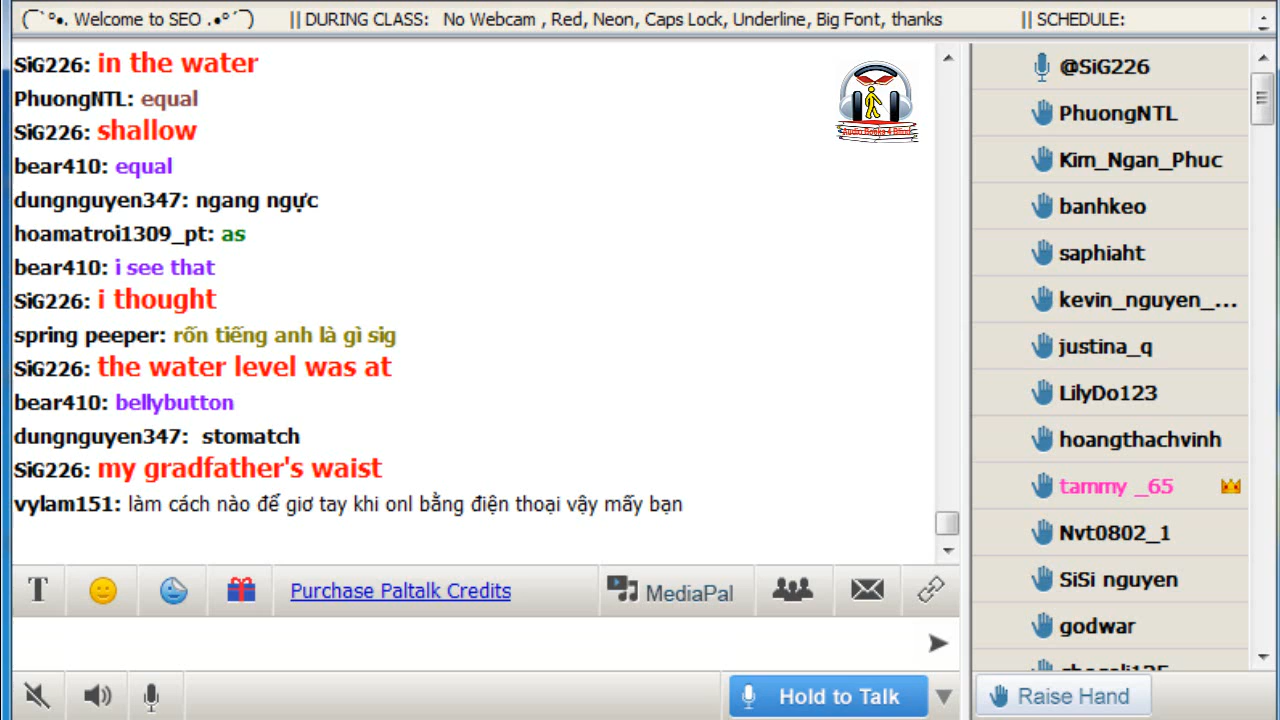 (¯`°•. Welcome to SEO .•°´¯) || DURING CLASS: No Webcam , Red, Neon, Caps Lock, Underline, Big Font, thanks || SCHEDULE:
SiG226: in the water
PhuongNTL: equal
SiG226: shallow
bear410: equal
dungnguyen347: ngang ngực
hoamatroi1309_pt: as
bear410: i see that
SiG226: i thought
spring peeper: rốn tiếng anh là gì sig
SiG226: the water level was at
bear410: bellybutton
dungnguyen347: stomatch
SiG226: my gradfather's waist
vylam151: làm cách nào để giơ tay khi onl bằng điện thoại vậy mấy bạn
Audio Books 4 Blind
T
Purchase Paltalk Credits
MediaPal
Hold to Talk
@SiG226
PhuongNTL
Kim_Ngan_Phuc
banhkeo
saphiaht
kevin_nguyen_...
justina_q
LilyDo123
hoangthachvinh
tammy _65
Nvt0802_1
SiSi nguyen
godwar
Raise Hand